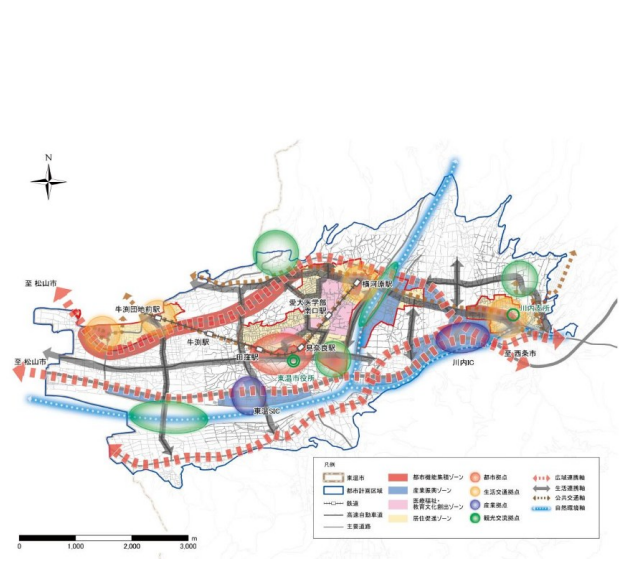 N
至 松山市
牛渕団地前駅
牛渕駅
田窪駅
愛大医学部
南口駅
見奈良駅
横河原駅
東温市役所
東温SIC
川内支所
川内IC
至 西条市
至 松山市
0 1,000 2,000 3,000 m
凡例
東温市
都市計画区域
鉄道
高速自動車道
主要道路
都市機能集積ゾーン
産業振興ゾーン
医療福祉・
教育文化創出ゾーン
居住促進ゾーン
都市拠点
生活交通拠点
産業拠点
観光交流拠点
広域連携軸
生活連携軸
公共交通軸
自然環境軸